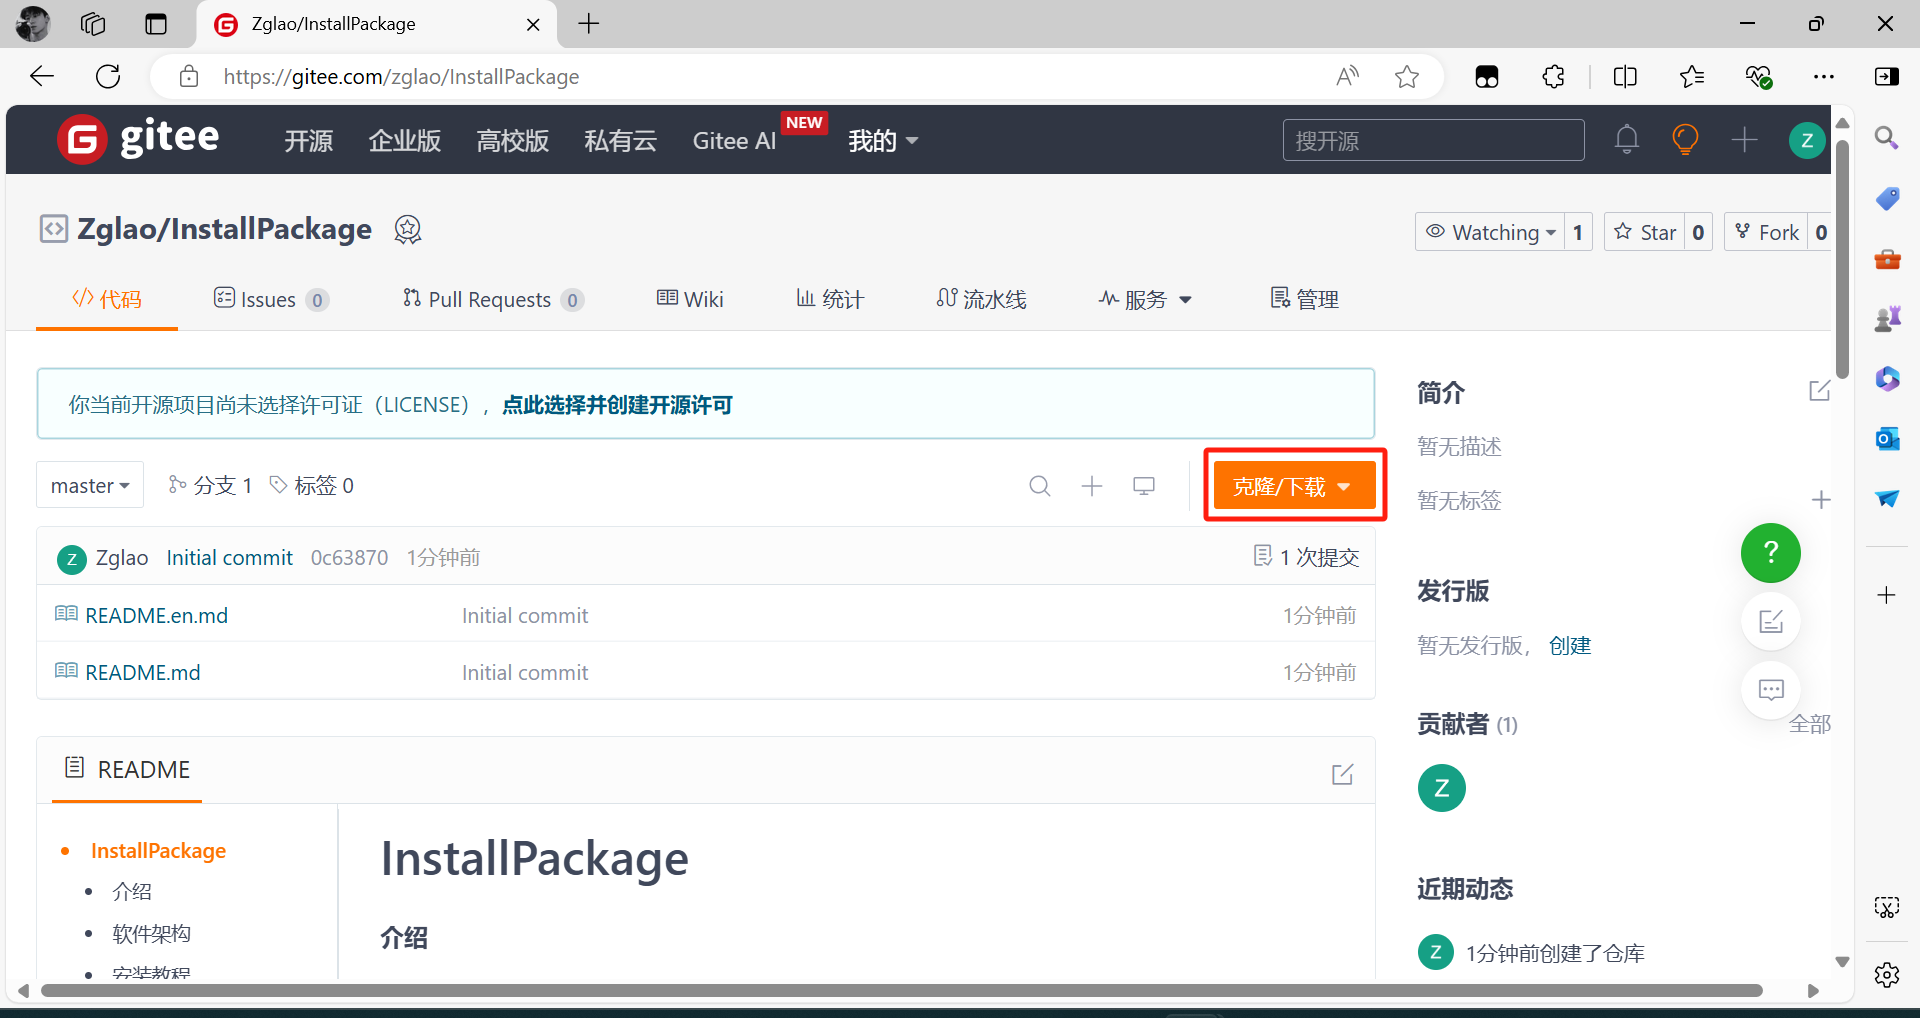 Zglao/InstallPackage
https://gitee.com/zglao/InstallPackage
gitee 开源 企业版 高校版 私有云 Gitee AI NEW 我的 搜开源 Z
Zglao/InstallPackage Watching 1 Star 0 Fork 0
代码 Issues 0 Pull Requests 0 Wiki 统计 流水线 服务 管理
你当前开源项目尚未选择许可证（LICENSE），点此选择并创建开源许可
master 分支 1 标签 0 克隆/下载
Z Zglao Initial commit 0c63870 1分钟前 1 次提交
README.en.md Initial commit 1分钟前
README.md Initial commit 1分钟前
README
InstallPackage
介绍
软件架构
安装教程
InstallPackage
介绍
简介
暂无描述
暂无标签
发行版
暂无发行版， 创建
贡献者 (1) 全部
Z
近期动态
Z 1分钟前创建了仓库
?